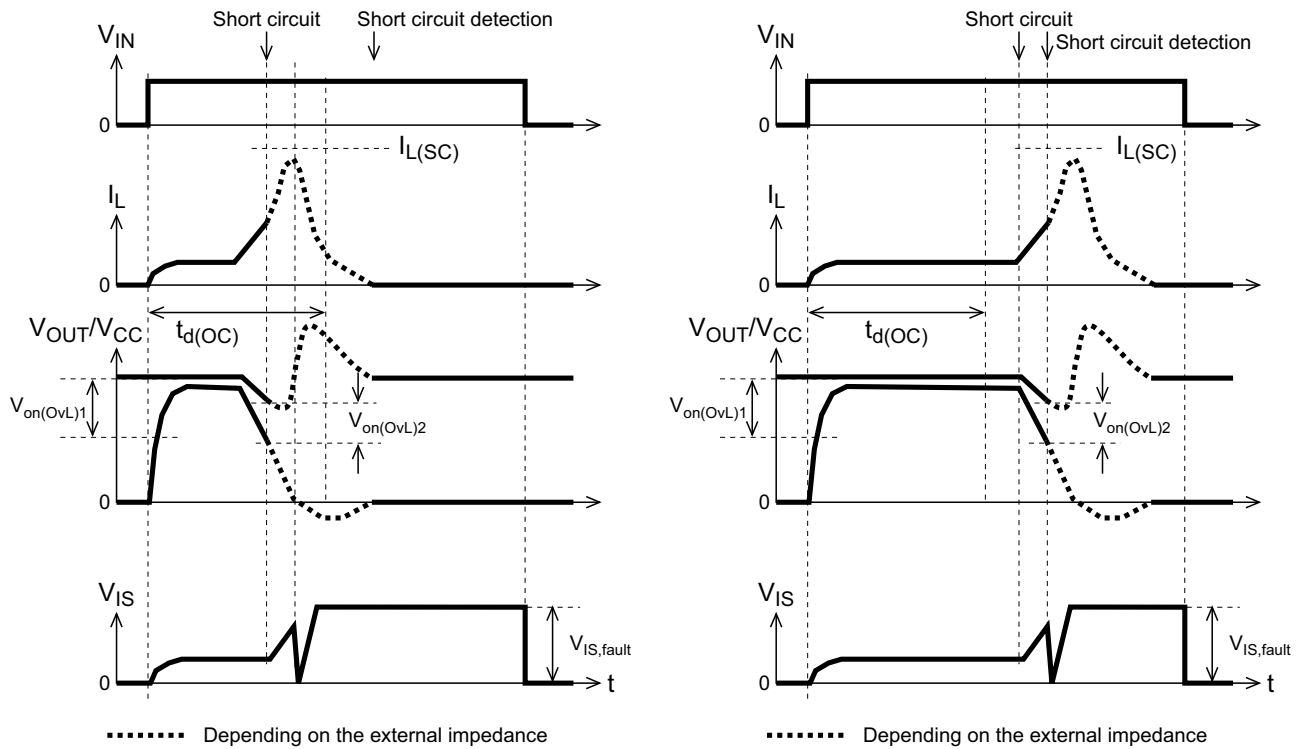 Short circuit
Short circuit detection
V_IN
0
I_L(SC)
I_L
0
V_OUT/V_CC
t_d(OC)
V_on(OvL)1
V_on(OvL)2
0
V_IS
V_IS,fault
0
t
Depending on the external impedance
Short circuit
Short circuit detection
V_IN
0
I_L(SC)
I_L
0
V_OUT/V_CC
t_d(OC)
V_on(OvL)1
V_on(OvL)2
0
V_IS
V_IS,fault
0
t
Depending on the external impedance